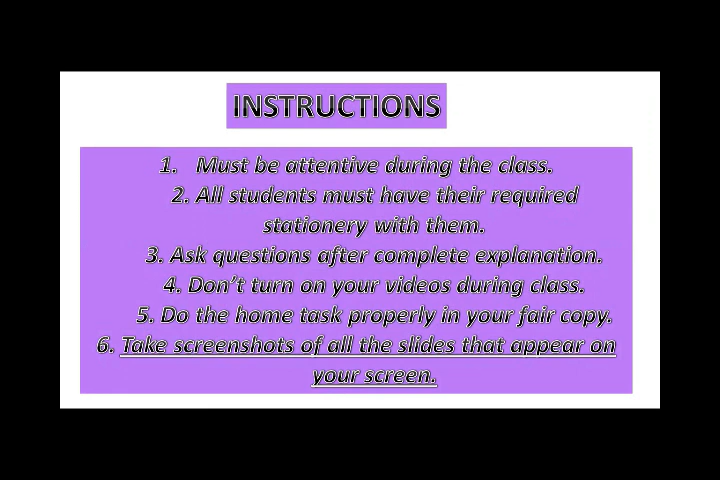 INSTRUCTIONS
1. Must be attentive during the class.
2. All students must have their required
stationery with them.
3. Ask questions after complete explanation.
4. Don't turn on your videos during class.
5. Do the home task properly in your fair copy.
6. Take screenshots of all the slides that appear on
your screen.